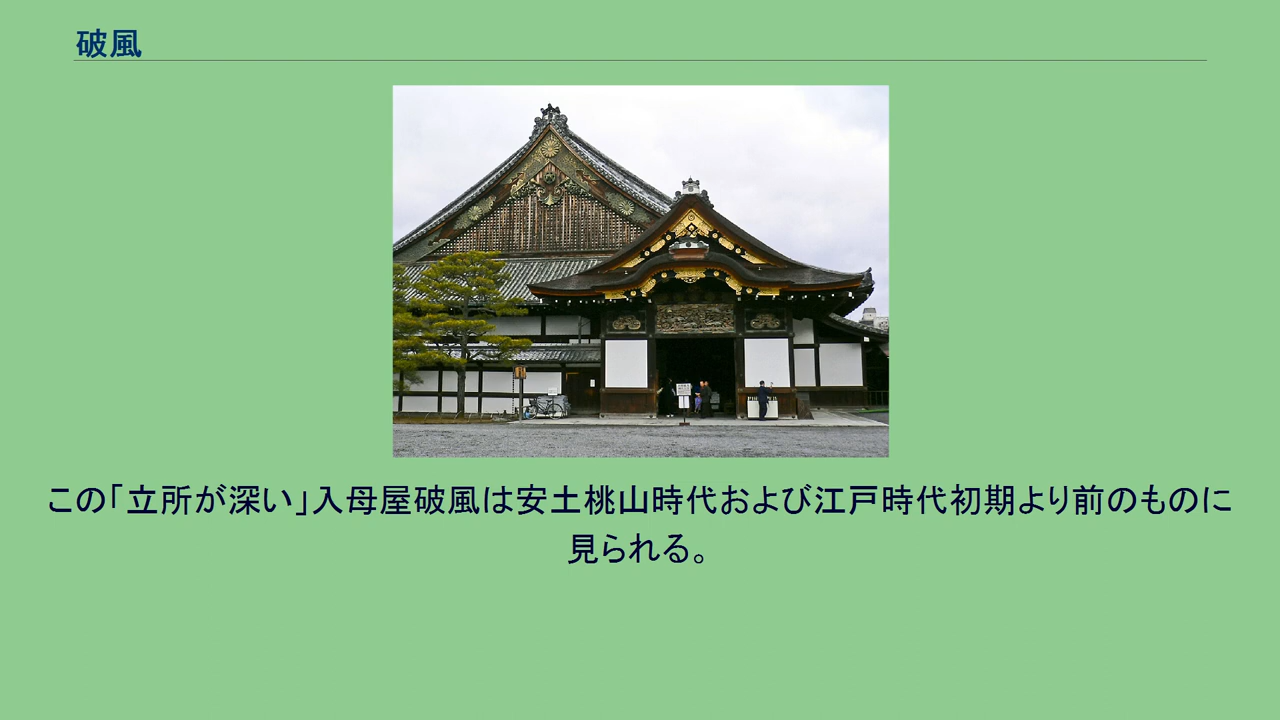 破風
この「立所が深い」入母屋破風は安土桃山時代および江戸時代初期より前のものに
見られる。